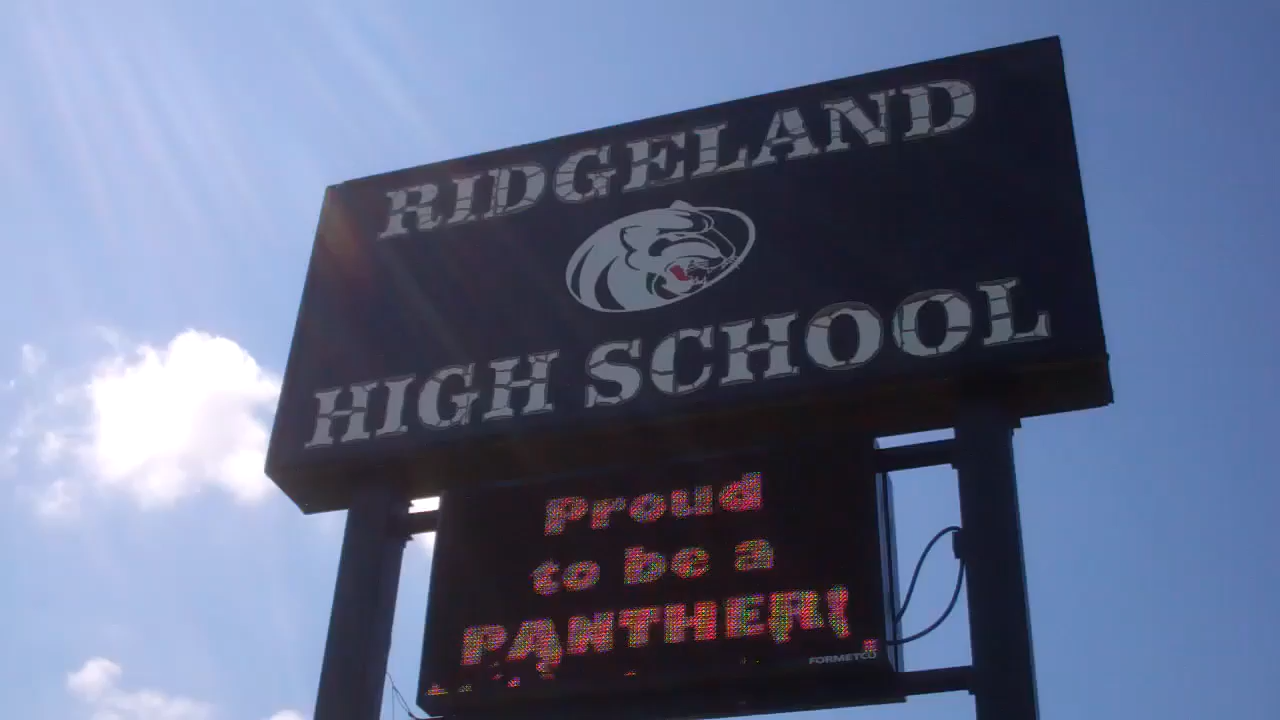 RIDGELAND
HIGH SCHOOL
Proud
to be a
PANTHER!
FORMETCO